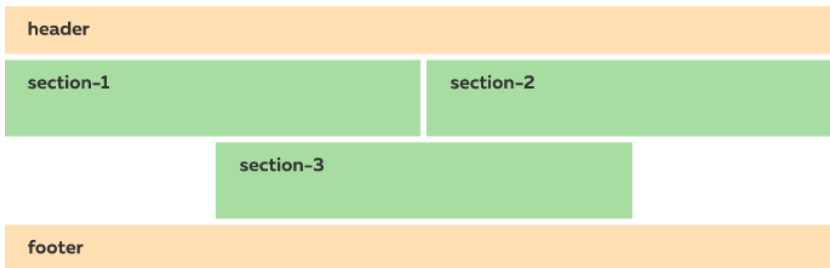 header
section-1
section-2
section-3
footer